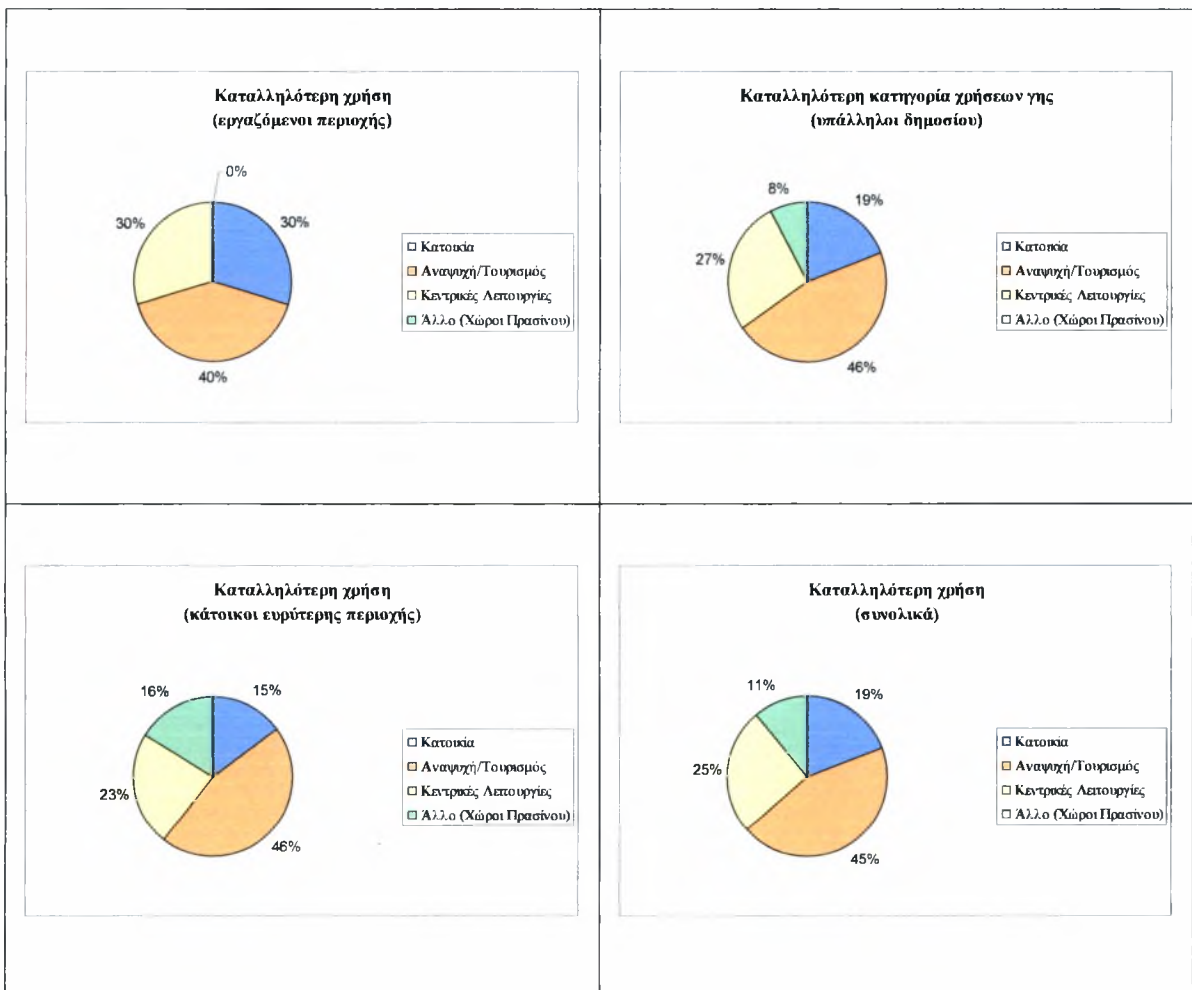 Καταλληλότερη χρήση
(εργαζόμενοι περιοχής)
0%
30%
30%
40%
Κατοικία
Αναψυχή/Τουρισμός
Κεντρικές Λειτουργίες
Άλλο (Χώροι Πρασίνου)
Καταλληλότερη κατηγορία χρήσεων γης
(υπάλληλοι δημοσίου)
8%
19%
27%
46%
Κατοικία
Αναψυχή/Τουρισμός
Κεντρικές Λειτουργίες
Άλλο (Χώροι Πρασίνου)
Καταλληλότερη χρήση
(κάτοικοι ευρύτερης περιοχής)
16%
15%
23%
46%
Κατοικία
Αναψυχή/Τουρισμός
Κεντρικές Λειτουργίες
Άλλο (Χώροι Πρασίνου)
Καταλληλότερη χρήση
(συνολικά)
11%
19%
25%
45%
Κατοικία
Αναψυχή/Τουρισμός
Κεντρικές Λειτουργίες
Άλλο (Χώροι Πρασίνου)